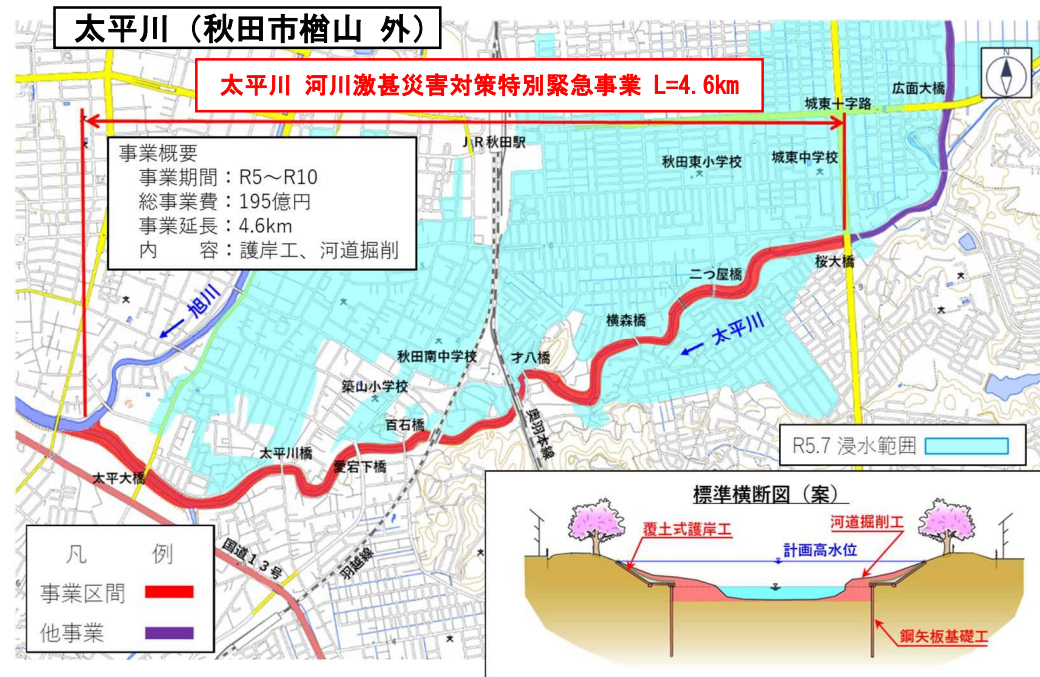 太平川（秋田市楢山 外）
太平川 河川激甚災害対策特別緊急事業 L=4.6km
N
広面大橋
城東十字路
JR秋田駅
秋田東小学校
城東中学校
事業概要
事業期間：R5～R10
総事業費：195億円
事業延長：4.6km
内　　容：護岸工、河道掘削
桜大橋
二つ屋橋
旭川
横森橋
太平川
秋田南中学校
才八橋
築山小学校
百石橋
奥羽本線
太平川橋
愛宕下橋
太平大橋
国道13号
羽越線
R5.7 浸水範囲
凡　例
事業区間
他事業
標準横断図（案）
覆土式護岸工
河道掘削工
計画高水位
鋼矢板基礎工